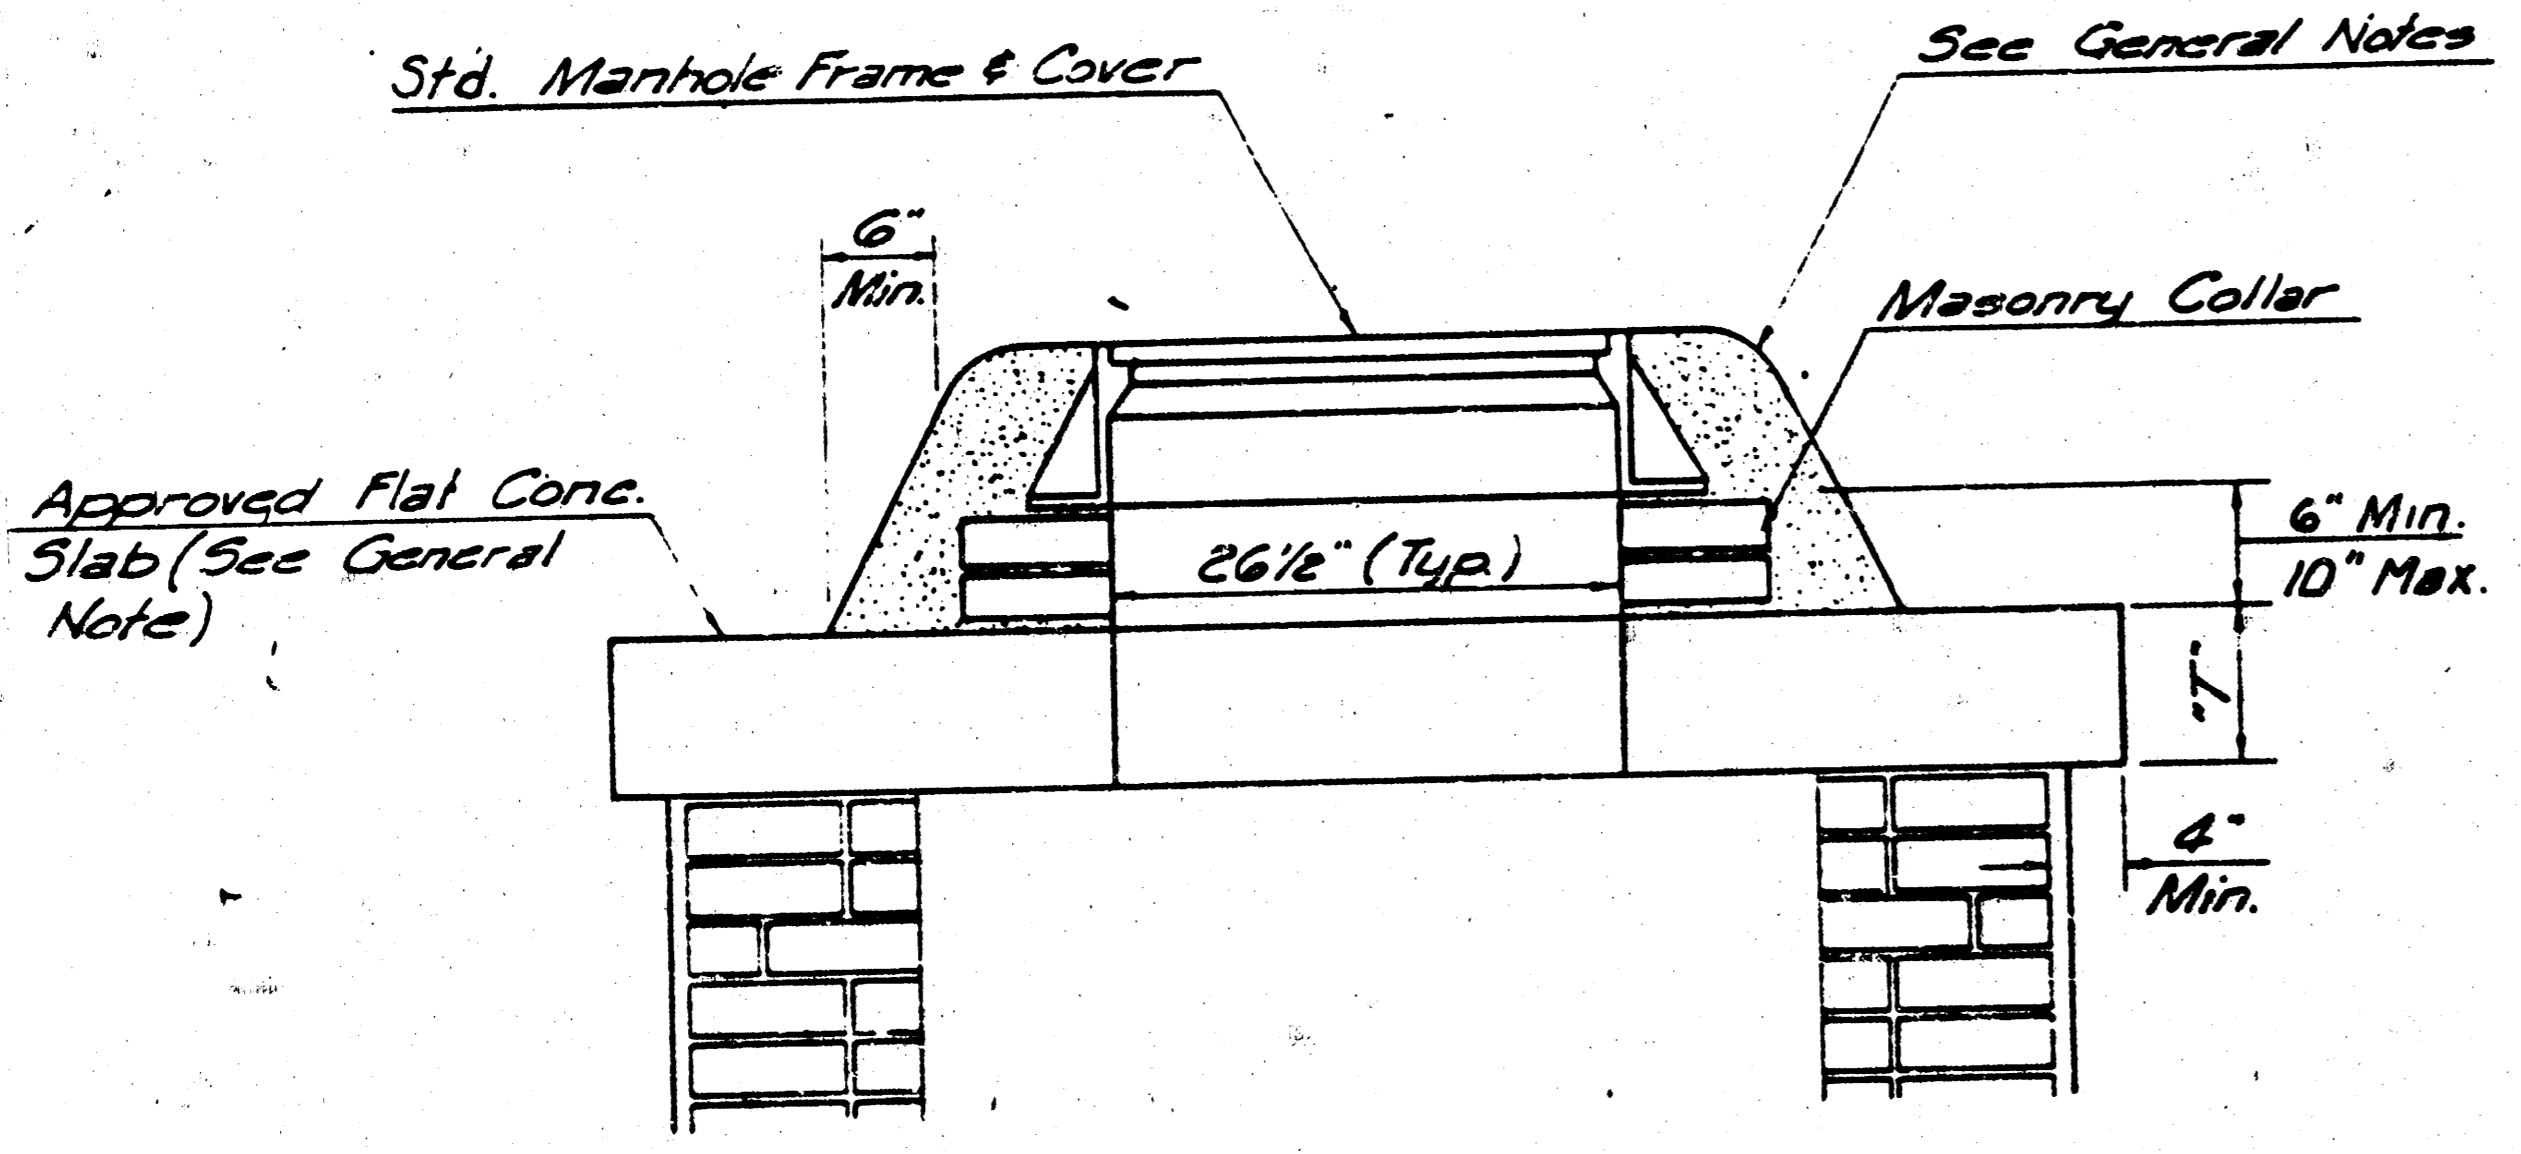 See General Notes
Std. Manhole Frame & Cover
6"
Min.
Masonry Collar
Approved Flat Conc.
Slab (See General
Note)
6" Min.
10" Max.
26½" (Typ.)
"T"
4"
Min.